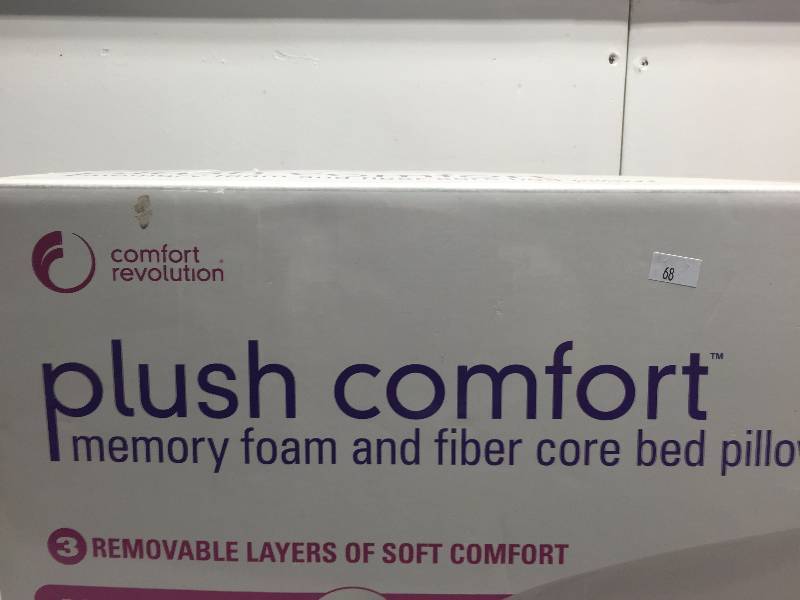 comfort
revolution
68
plush comfort™
memory foam and fiber core bed pillo
3 REMOVABLE LAYERS OF SOFT COMFORT